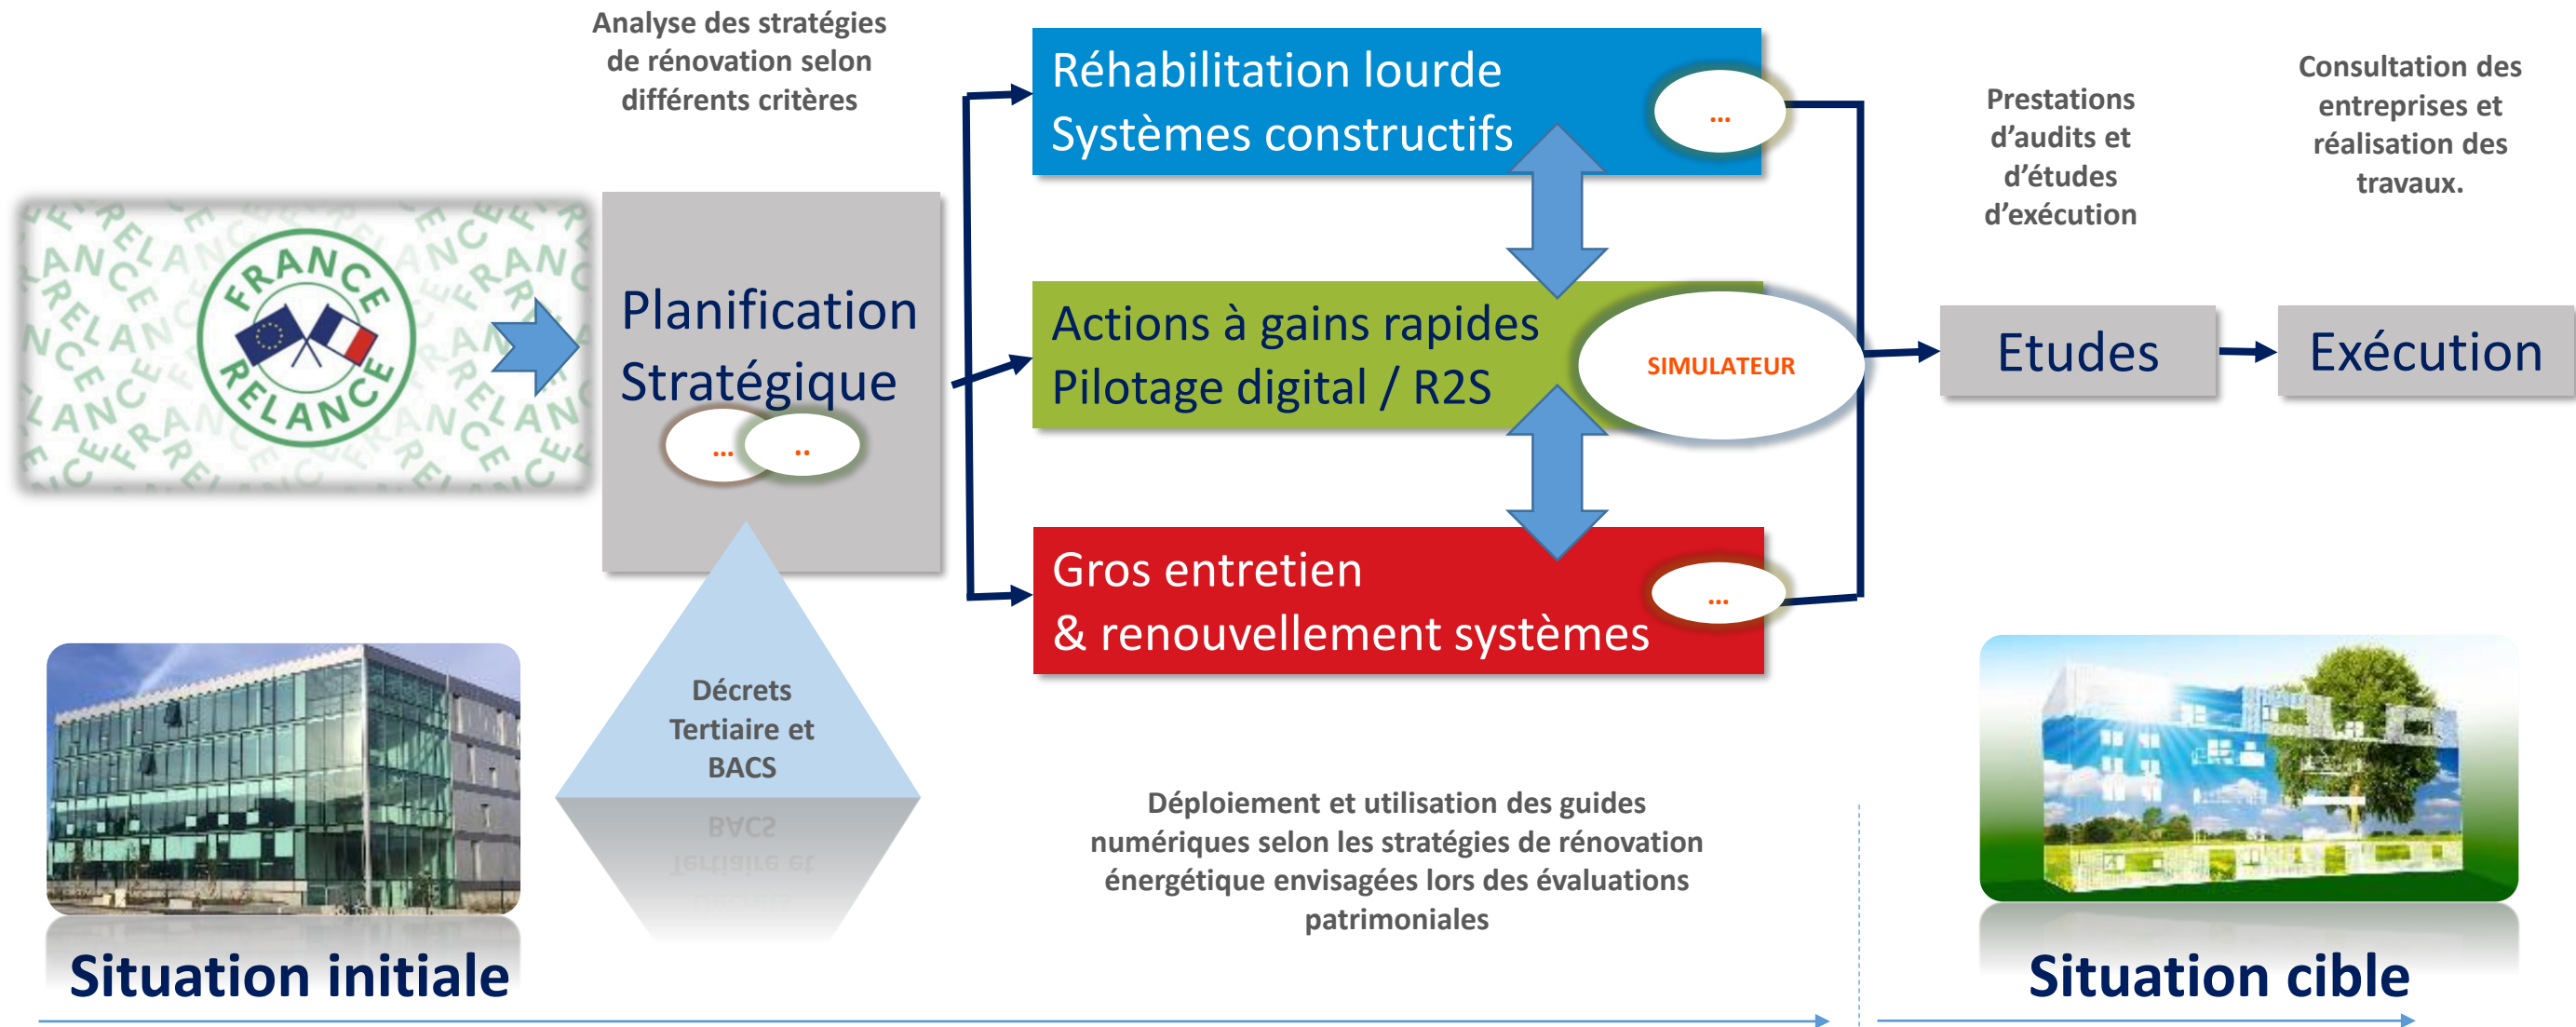 Analyse des stratégies
de rénovation selon
différents critères
FRANCE
RELANCE
Planification
Stratégique
...
..
Décrets
Tertiaire et
BACS
Réhabilitation lourde
Systèmes constructifs
...
Actions à gains rapides
Pilotage digital / R2S
SIMULATEUR
Gros entretien
& renouvellement systèmes
...
Déploiement et utilisation des guides
numériques selon les stratégies de rénovation
énergétique envisagées lors des évaluations
patrimoniales
Prestations
d’audits et
d’études
d’exécution
Etudes
Consultation des
entreprises et
réalisation des
travaux.
Exécution
Situation initiale
Situation cible